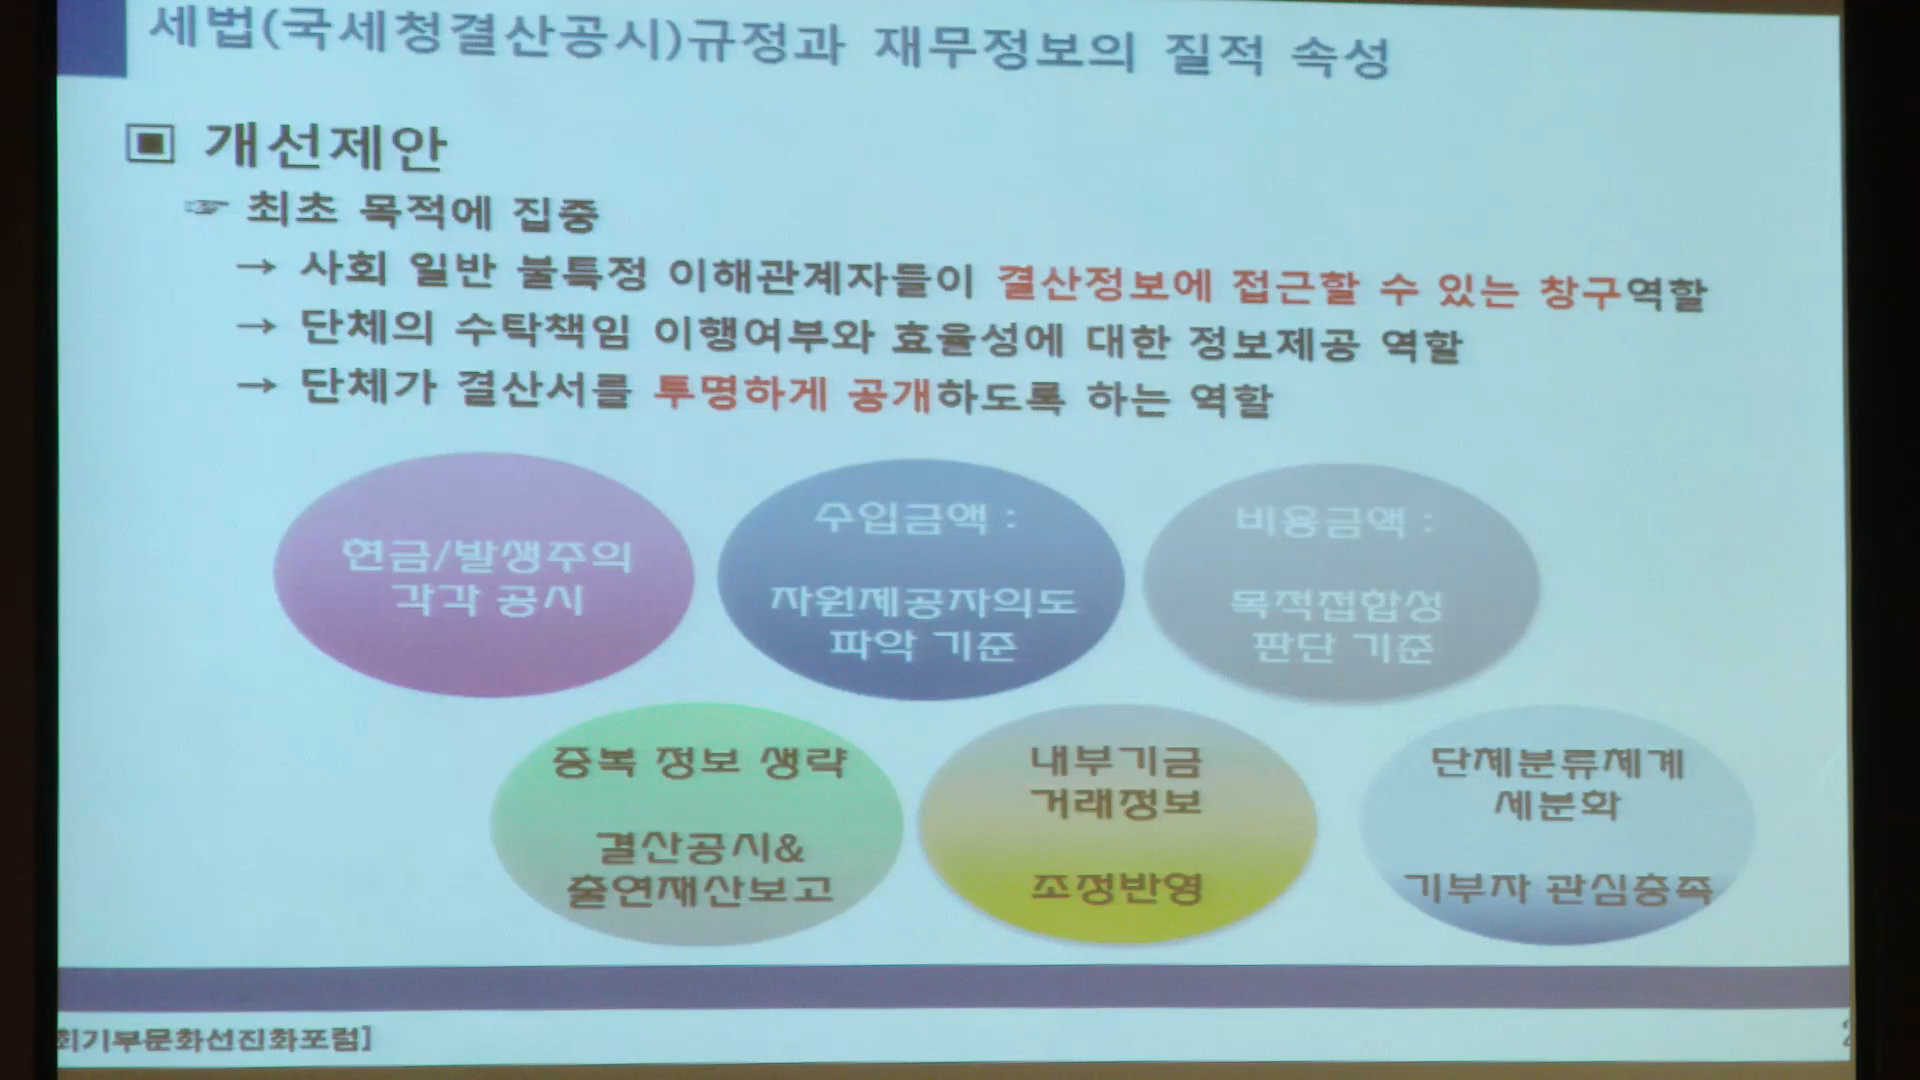 세법(국세청결산공시)규정과 재무정보의 질적 속성
▣ 개선제안
☞ 최초 목적에 집중
→ 사회 일반 불특정 이해관계자들이 결산정보에 접근할 수 있는 창구역할
→ 단체의 수탁책임 이행여부와 효율성에 대한 정보제공 역할
→ 단체가 결산서를 투명하게 공개하도록 하는 역할
현금/발생주의
각각 공시
수입금액 :
자원제공자의도
파악 기준
비용금액 :
목적접합성
판단 기준
중복 정보 생략
결산공시&
출연재산보고
내부기금
거래정보
조정반영
단체분류체계
세분화
기부자 관심충족
회기부문화선진화포럼]